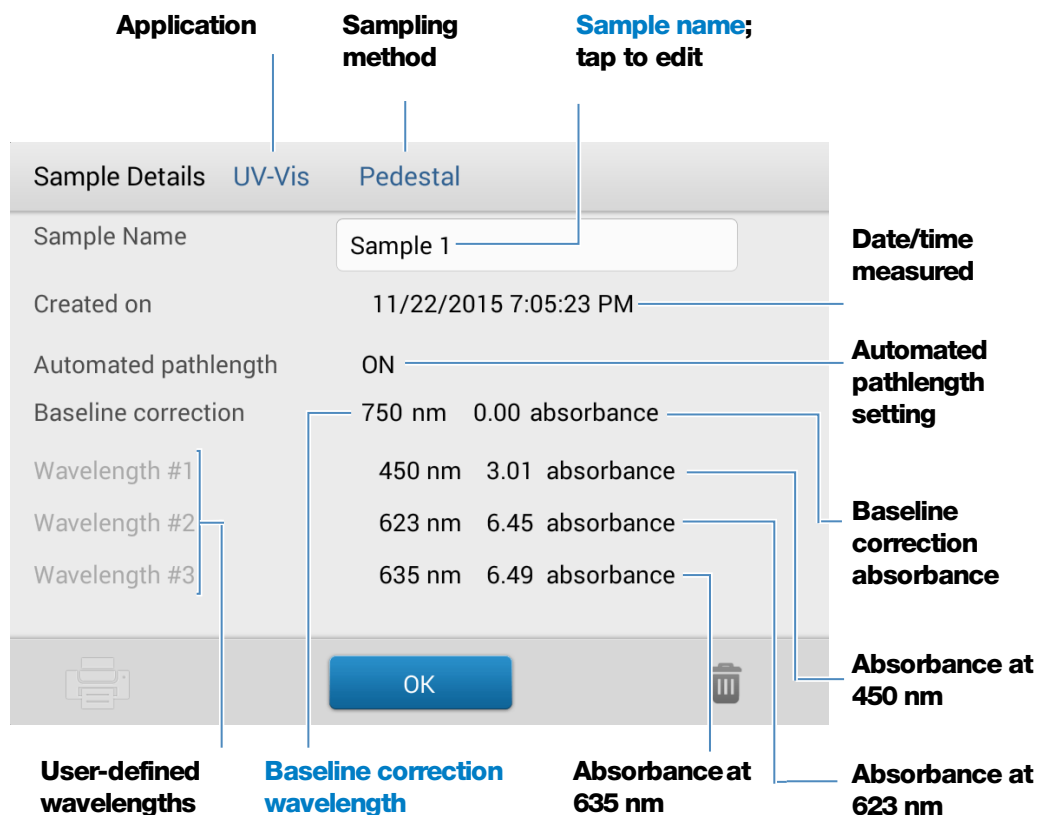 Application
Sampling
method
Sample name;
tap to edit
Sample Details UV-Vis Pedestal
Sample Name
Sample 1
Date/time
measured
Created on 11/22/2015 7:05:23 PM
Automated pathlength ON
Automated
pathlength
setting
Baseline correction 750 nm 0.00 absorbance
Wavelength #1 450 nm 3.01 absorbance
Wavelength #2 623 nm 6.45 absorbance
Baseline
correction
absorbance
Wavelength #3 635 nm 6.49 absorbance
OK
Absorbance at
450 nm
User-defined
wavelengths
Baseline correction
wavelength
Absorbance at
635 nm
Absorbance at
623 nm